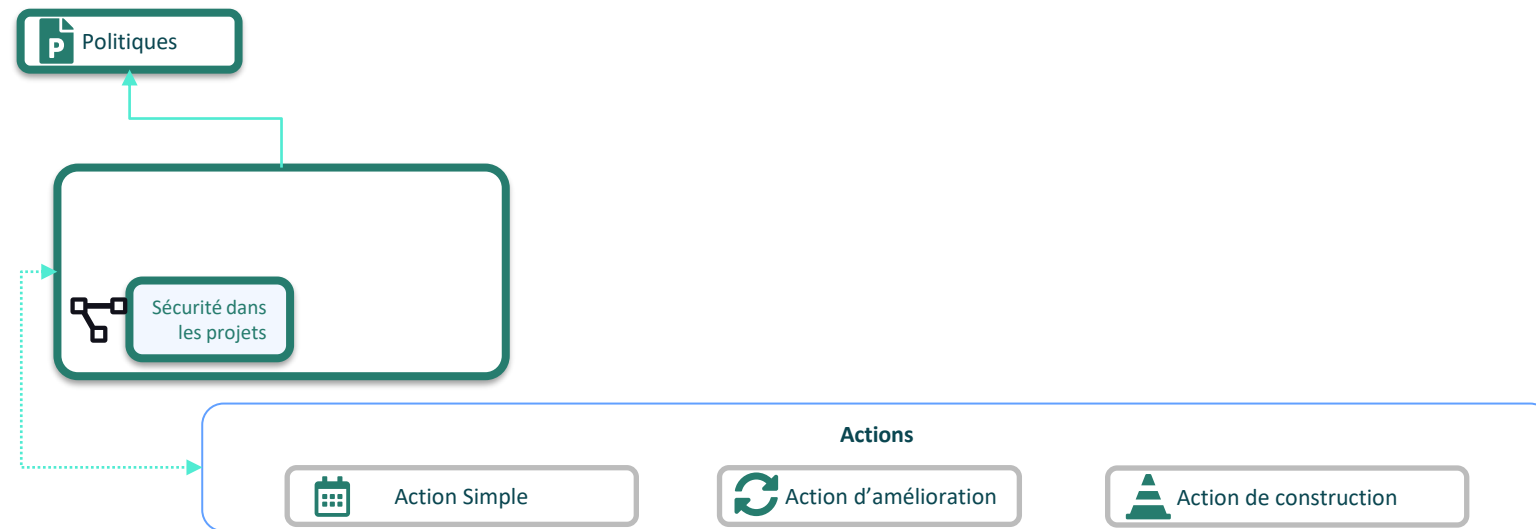 P
Politiques
Sécurité dans
les projets
Actions
Action Simple
Action d’amélioration
Action de construction